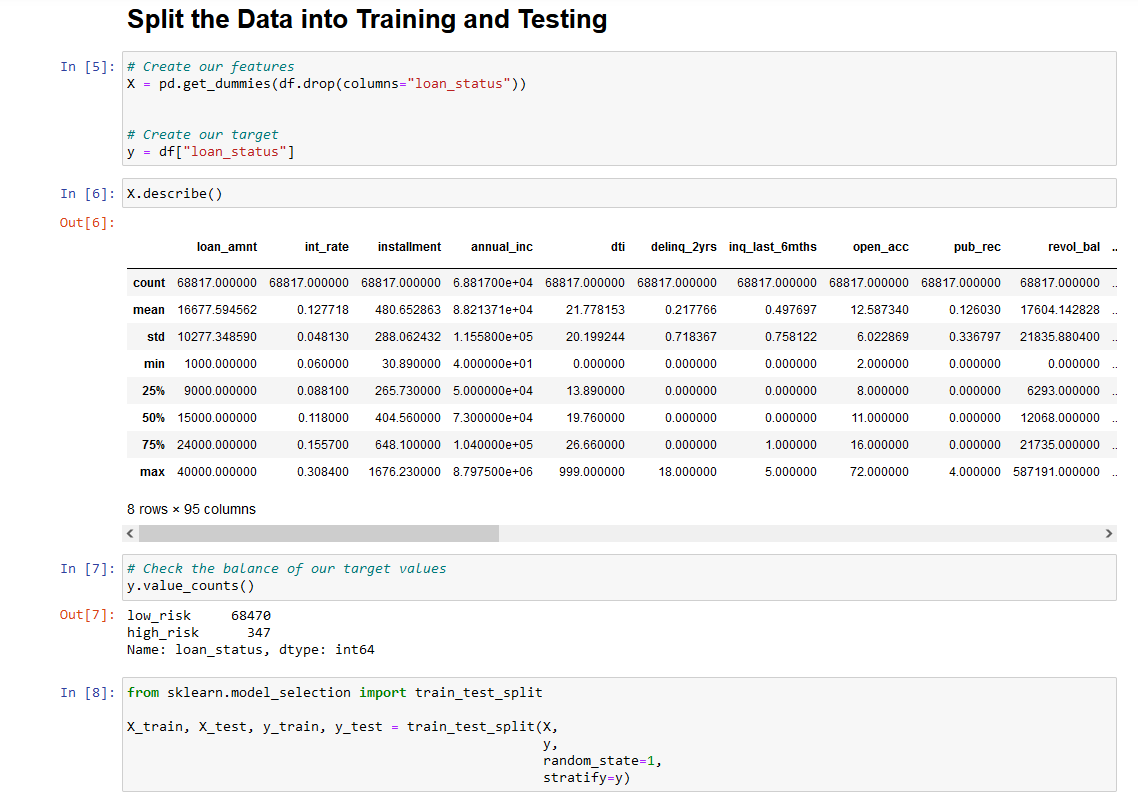 Split the Data into Training and Testing
In [5]:
# Create our features
X = pd.get_dummies(df.drop(columns="loan_status"))
# Create our target
y = df["loan_status"]
In [6]:
X.describe()
Out[6]:
loan_amnt int_rate installment annual_inc dti delinq_2yrs inq_last_6mths open_acc pub_rec revol_bal ..
count 68817.000000 68817.000000 68817.000000 6.881700e+04 68817.000000 68817.000000 68817.000000 68817.000000 68817.000000 68817.000000 ..
mean 16677.594562 0.127718 480.652863 8.821371e+04 21.778153 0.217766 0.497697 12.587340 0.126030 17604.142828 ..
std 10277.348590 0.048130 288.062432 1.155800e+05 20.199244 0.718367 0.758122 6.022869 0.336797 21835.880400 ..
min 1000.000000 0.060000 30.890000 4.000000e+01 0.000000 0.000000 0.000000 2.000000 0.000000 0.000000 ..
25% 9000.000000 0.088100 265.730000 5.000000e+04 13.890000 0.000000 0.000000 8.000000 0.000000 6293.000000 ..
50% 15000.000000 0.118000 404.560000 7.300000e+04 19.760000 0.000000 0.000000 11.000000 0.000000 12068.000000 ..
75% 24000.000000 0.155700 648.100000 1.040000e+05 26.660000 0.000000 1.000000 16.000000 0.000000 21735.000000 ..
max 40000.000000 0.308400 1676.230000 8.797500e+06 999.000000 18.000000 5.000000 72.000000 4.000000 587191.000000 ..
8 rows × 95 columns
In [7]:
# Check the balance of our target values
y.value_counts()
Out[7]:
low_risk 68470
high_risk 347
Name: loan_status, dtype: int64
In [8]:
from sklearn.model_selection import train_test_split
X_train, X_test, y_train, y_test = train_test_split(X,
y,
random_state=1,
stratify=y)